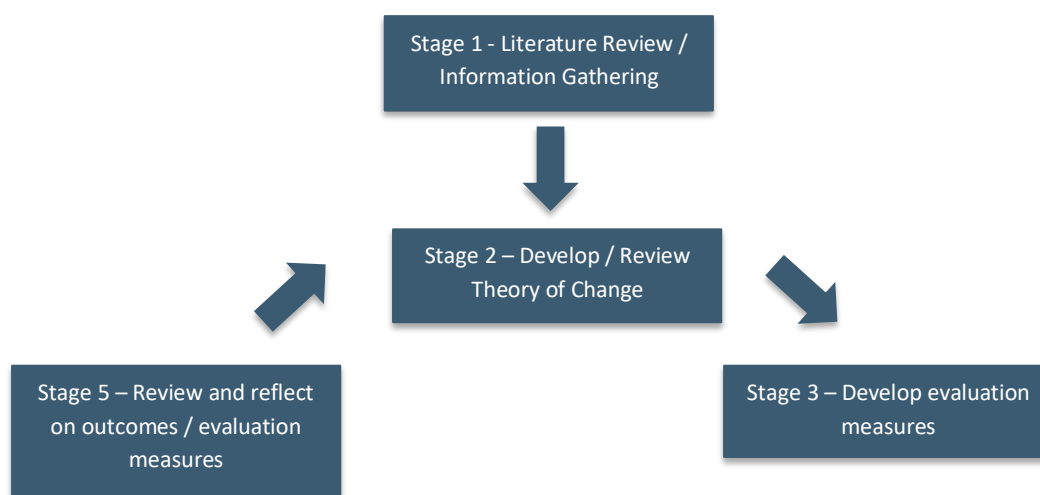 Stage 1 - Literature Review /
Information Gathering
Stage 2 – Develop / Review
Theory of Change
Stage 5 – Review and reflect
on outcomes / evaluation
measures
Stage 3 – Develop evaluation
measures